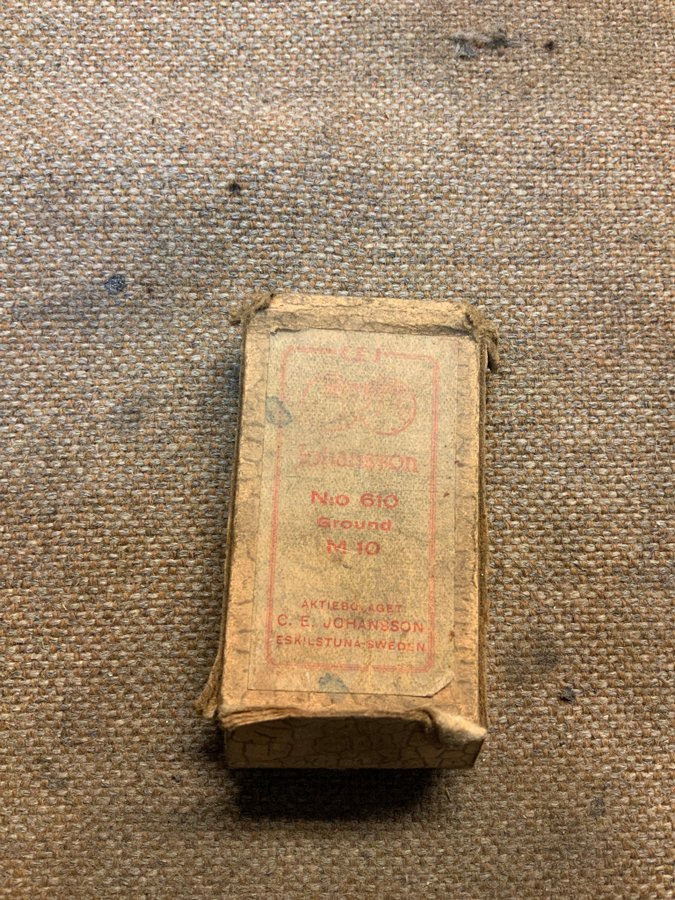 C E J
Johansson
No 610
Ground
M 10
AKTIEBOLAGET
C. E. JOHANSSON
ESKILSTUNA-SWEDEN